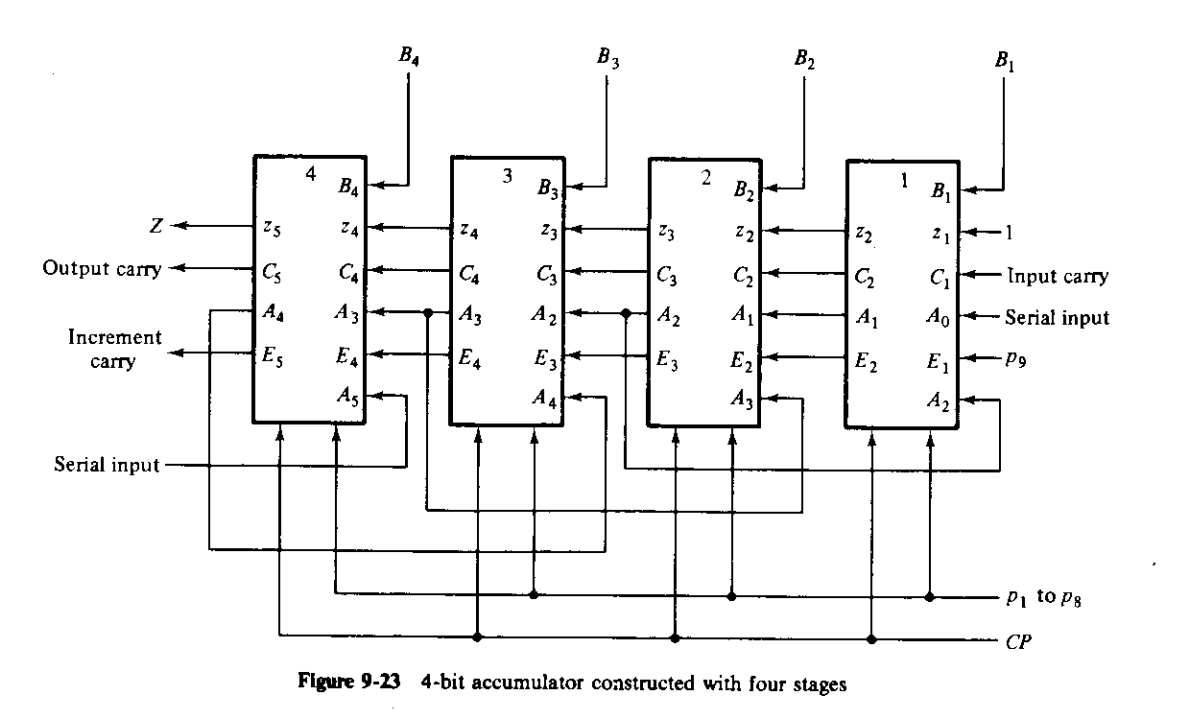 B4 B3 B2 B1
4 3 2 1
B4 B3 B2 B1
Z z5 z4 z4 z3 z3 z2 z2 z1 1
Output carry C5 C4 C4 C3 C3 C2 C2 C1 Input carry
A4 A3 A3 A2 A2 A1 A1 A0 Serial input
Increment
carry E5 E4 E4 E3 E3 E2 E2 E1 p9
A5 A4 A3 A2
Serial input
p1 to p8
CP
Figure 9-23 4-bit accumulator constructed with four stages